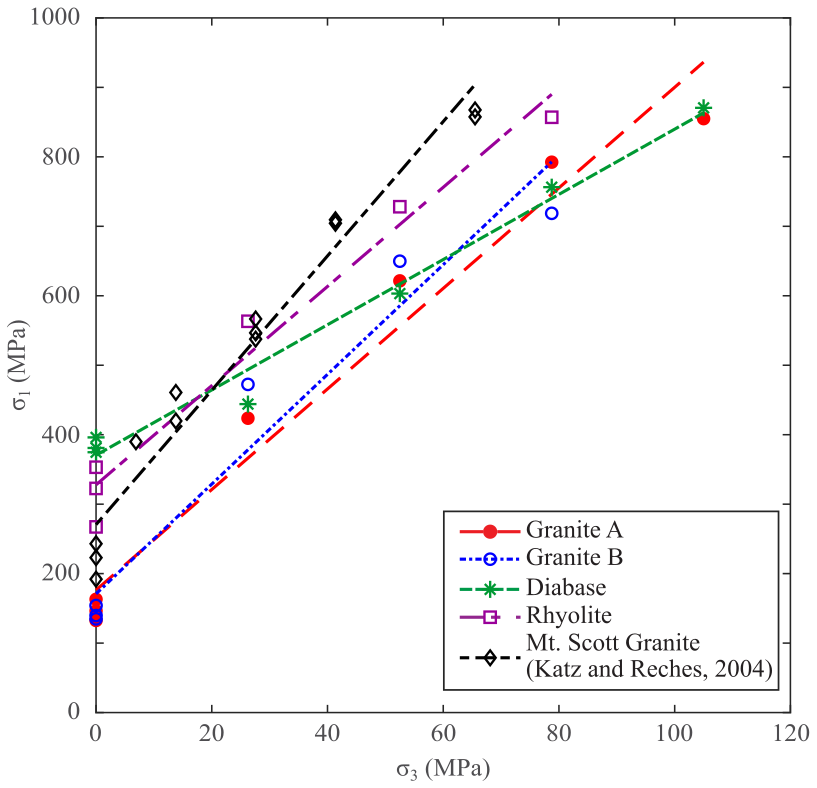 1000
800
600
400
200
0
σ1 (MPa)
0 20 40 60 80 100 120
σ3 (MPa)
Granite A
Granite B
Diabase
Rhyolite
Mt. Scott Granite
(Katz and Reches, 2004)